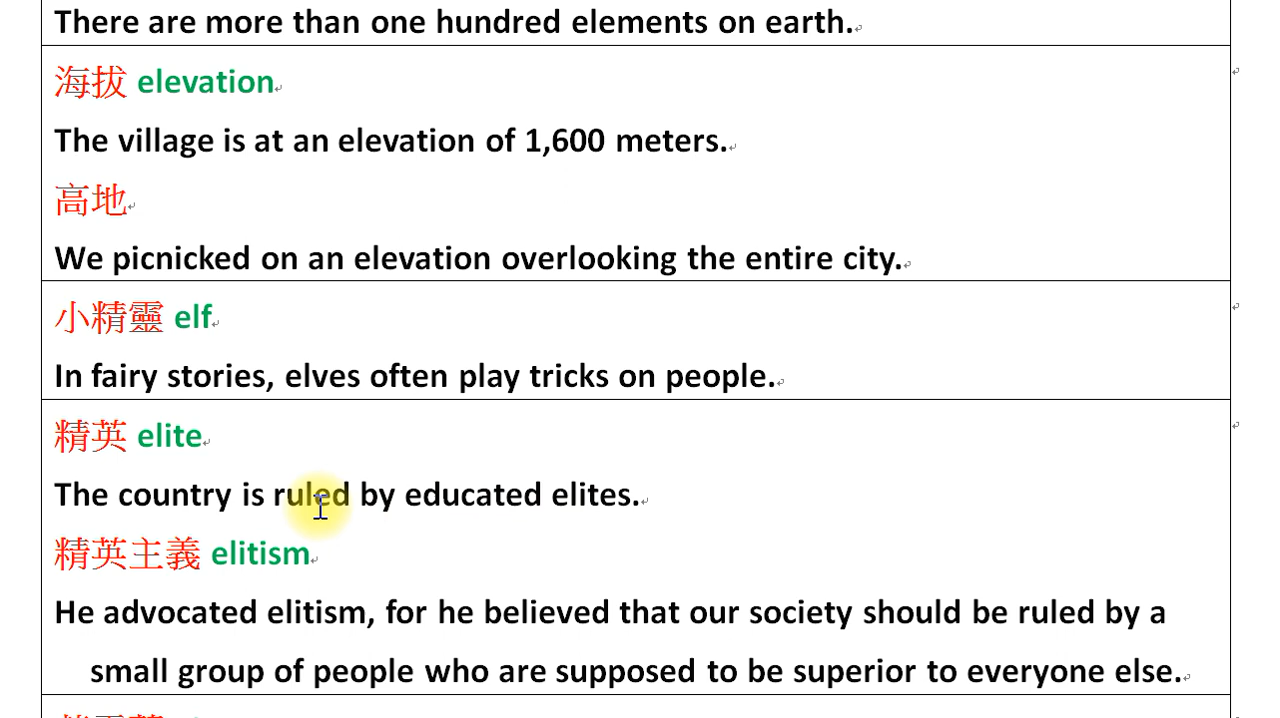 There are more than one hundred elements on earth.
海拔 elevation
The village is at an elevation of 1,600 meters.
高地
We picnicked on an elevation overlooking the entire city.
小精靈 elf
In fairy stories, elves often play tricks on people.
精英 elite
The country is ruled by educated elites.
精英主義 elitism
He advocated elitism, for he believed that our society should be ruled by a
small group of people who are supposed to be superior to everyone else.